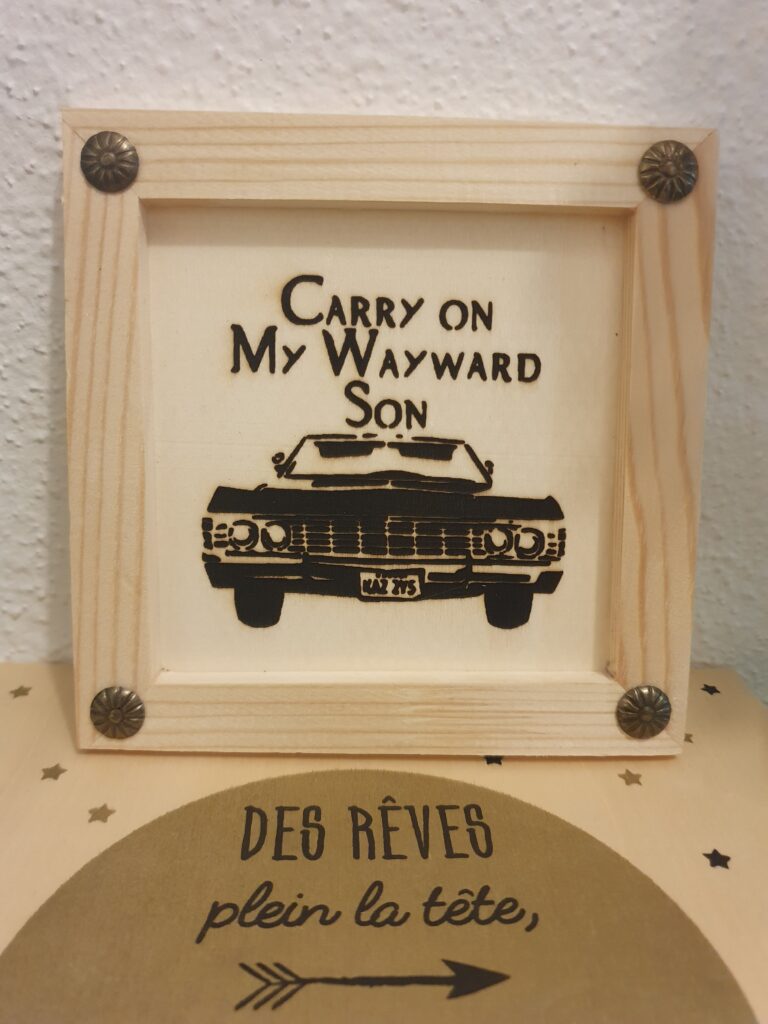 Carry on
My Wayward
Son
KAZ 2Y5
DES RÊVES
plein la tête,